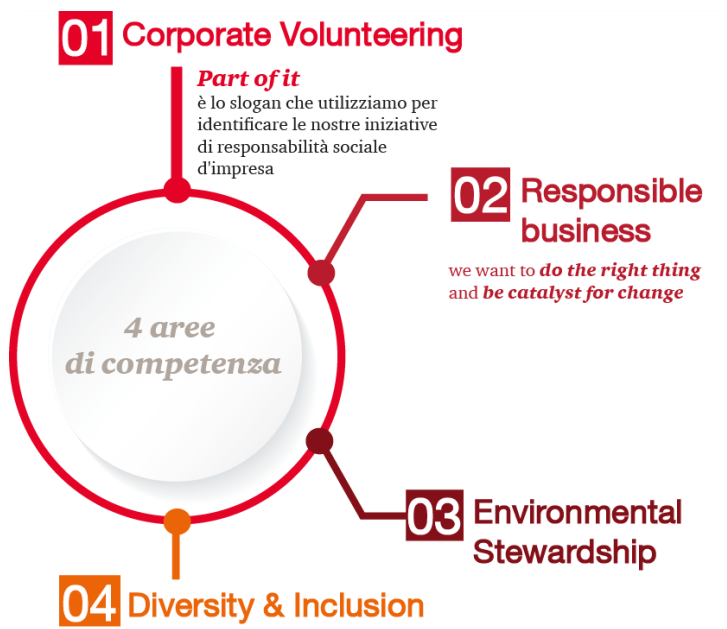 01 Corporate Volunteering
Part of it
è lo slogan che utilizziamo per
identificare le nostre iniziative
di responsabilità sociale
d'impresa
02 Responsible
business
we want to do the right thing
and be catalyst for change
4 aree
di competenza
03 Environmental
Stewardship
04 Diversity & Inclusion